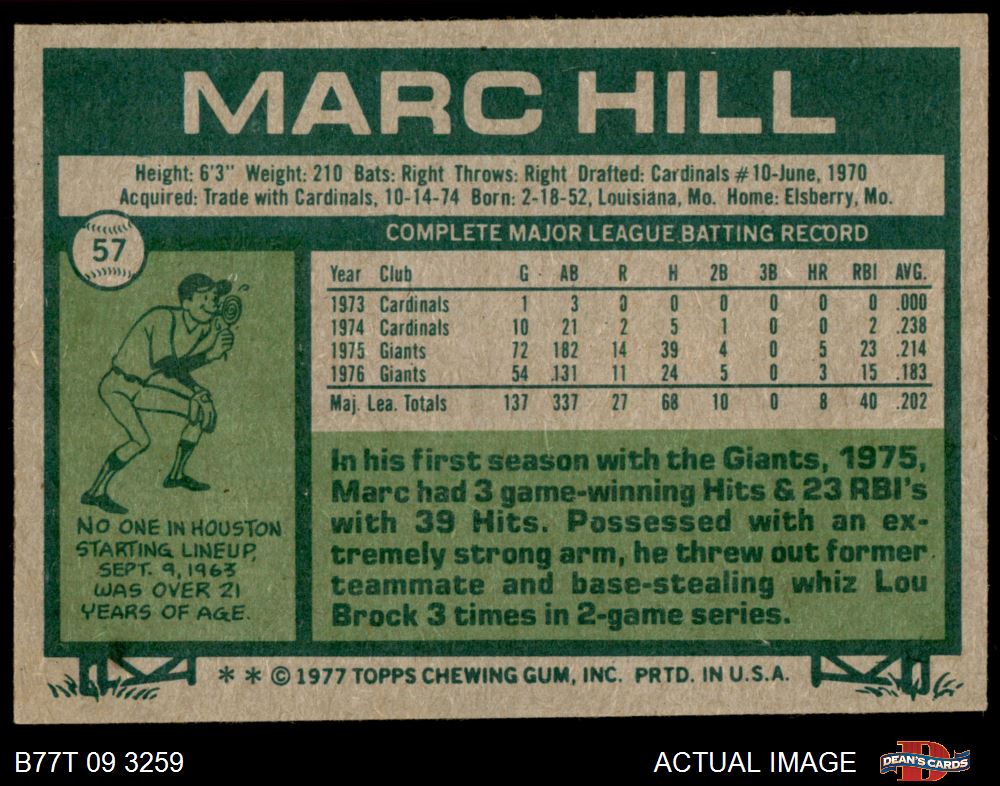 MARC HILL
Height: 6'3" Weight: 210 Bats: Right Throws: Right Drafted: Cardinals #10-June, 1970
Acquired: Trade with Cardinals, 10-14-74 Born: 2-18-52, Louisiana, Mo. Home: Elsberry, Mo.
57
COMPLETE MAJOR LEAGUE BATTING RECORD
Year Club G AB R H 2B 3B HR RBI AVG.
1973 Cardinals 1 3 0 0 0 0 0 0 .000
1974 Cardinals 10 21 2 5 1 0 0 2 .238
1975 Giants 72 182 14 39 4 0 5 23 .214
1976 Giants 54 131 11 24 5 0 3 15 .183
Maj. Lea. Totals 137 337 27 68 10 0 8 40 .202
NO ONE IN HOUSTON
STARTING LINEUP,
SEPT. 9, 1963
WAS OVER 21
YEARS OF AGE.
In his first season with the Giants, 1975,
Marc had 3 game-winning Hits & 23 RBI's
with 39 Hits. Possessed with an ex-
tremely strong arm, he threw out former
teammate and base-stealing whiz Lou
Brock 3 times in 2-game series.
* * © 1977 TOPPS CHEWING GUM, INC. PRTD. IN U.S.A.
B77T 09 3259
ACTUAL IMAGE
DEAN'S CARDS